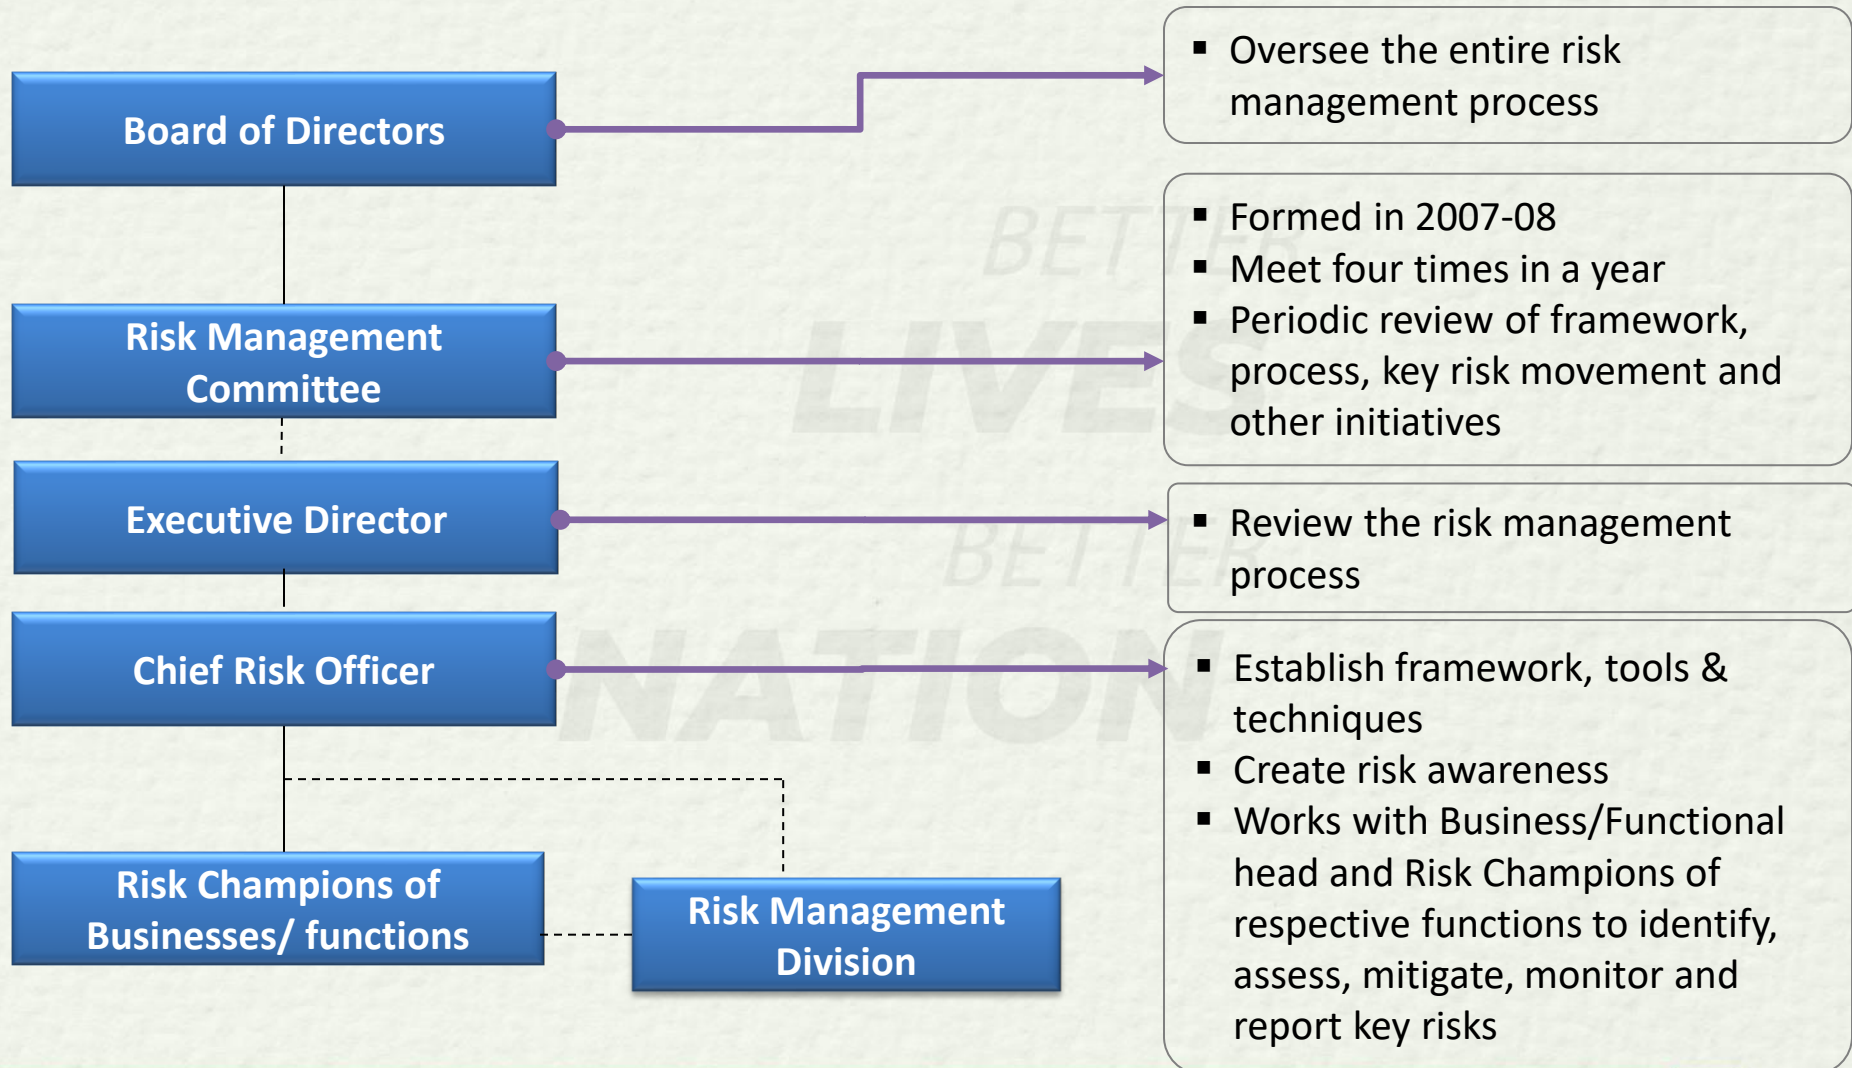 Board of Directors
▪ Oversee the entire risk
management process
Risk Management
Committee
▪ Formed in 2007-08
▪ Meet four times in a year
▪ Periodic review of framework,
process, key risk movement and
other initiatives
Executive Director
▪ Review the risk management
process
Chief Risk Officer
▪ Establish framework, tools &
techniques
▪ Create risk awareness
▪ Works with Business/Functional
head and Risk Champions of
respective functions to identify,
assess, mitigate, monitor and
report key risks
Risk Champions of
Businesses/ functions
Risk Management
Division
BETTER
LIVES
BETTER
NATION